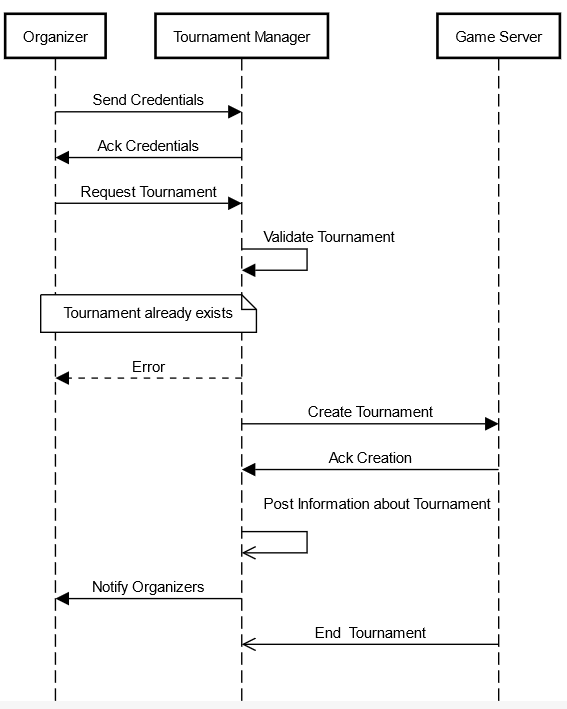 Organizer
Tournament Manager
Game Server
Send Credentials
Ack Credentials
Request Tournament
Validate Tournament
Tournament already exists
Error
Create Tournament
Ack Creation
Post Information about Tournament
Notify Organizers
End  Tournament